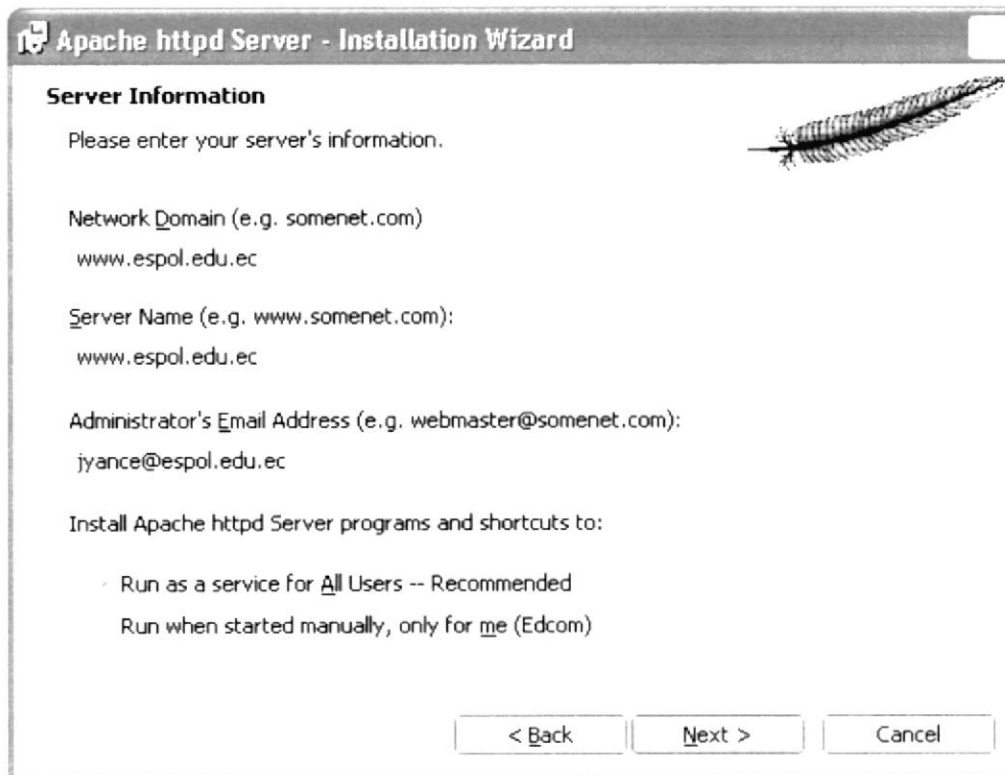 Apache httpd Server - Installation Wizard
Server Information
Please enter your server's information.
Network Domain (e.g. somenet.com)
www.espol.edu.ec
Server Name (e.g. www.somenet.com):
www.espol.edu.ec
Administrator's Email Address (e.g. webmaster@somenet.com):
jyance@espol.edu.ec
Install Apache httpd Server programs and shortcuts to:
Run as a service for All Users -- Recommended
Run when started manually, only for me (Edcom)
< Back Next > Cancel